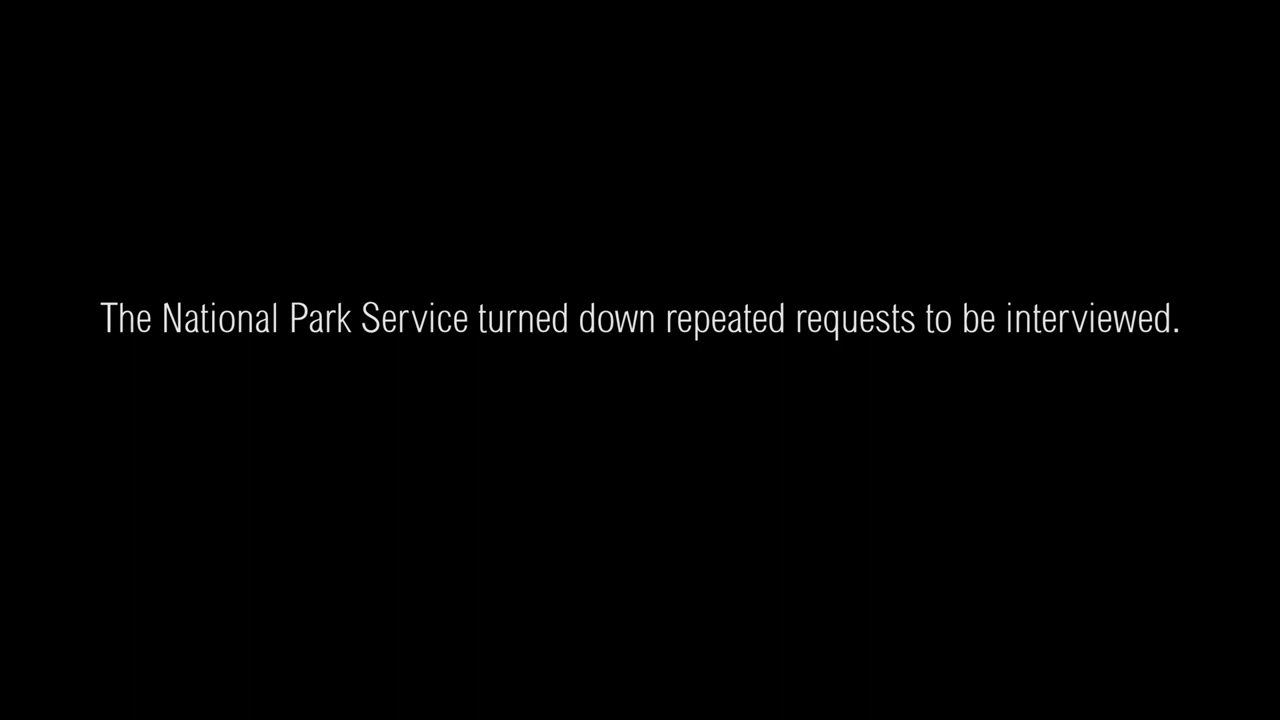 The National Park Service turned down repeated requests to be interviewed.